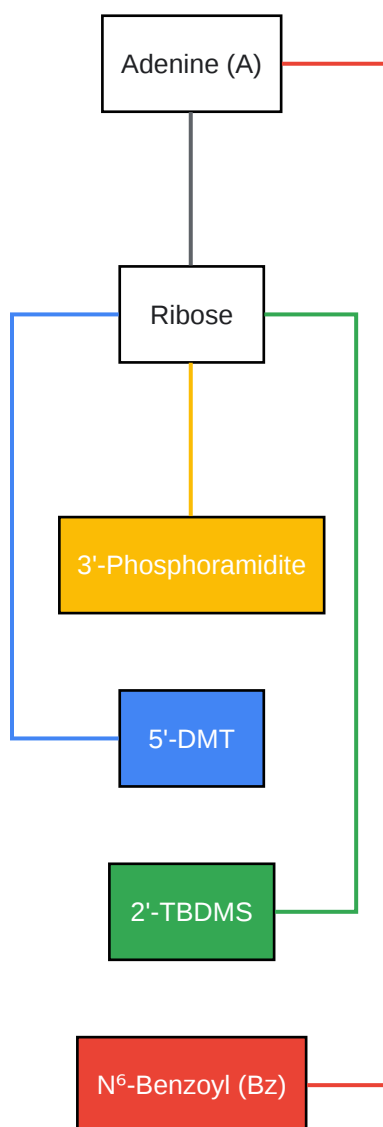 Adenine (A)
Ribose
3'-Phosphoramidite
5'-DMT
2'-TBDMS
N⁶-Benzoyl (Bz)